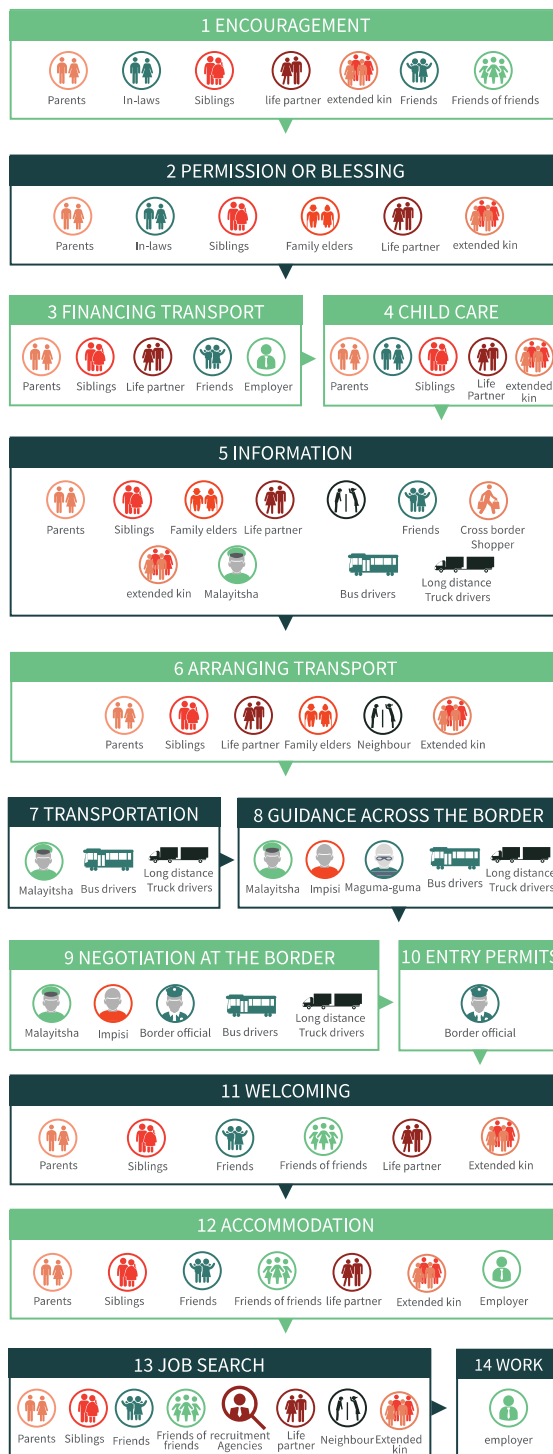 1 ENCOURAGEMENT
Parents
In-laws
Siblings
life partner
extended kin
Friends
Friends of friends
2 PERMISSION OR BLESSING
Parents
In-laws
Siblings
Family elders
Life partner
extended kin
3 FINANCING TRANSPORT
Parents
Siblings
Life partner
Friends
Employer
4 CHILD CARE
Parents
Siblings
Life
Partner
extended
kin
5 INFORMATION
Parents
Siblings
Family elders
Life partner
Friends
Cross border
Shopper
extended kin
Malayitsha
Bus drivers
Long distance
Truck drivers
6 ARRANGING TRANSPORT
Parents
Siblings
Life partner
Family elders
Neighbour
Extended kin
7 TRANSPORTATION
Malayitsha
Bus drivers
Long distance
Truck drivers
8 GUIDANCE ACROSS THE BORDER
Malayitsha
Impisi
Maguma-guma
Bus drivers
Long distance
Truck drivers
9 NEGOTIATION AT THE BORDER
Malayitsha
Impisi
Border official
Bus drivers
Long distance
Truck drivers
10 ENTRY PERMITS
Border official
11 WELCOMING
Parents
Siblings
Friends
Friends of friends
Life partner
Extended kin
12 ACCOMMODATION
Parents
Siblings
Friends
Friends of friends
life partner
Extended kin
Employer
13 JOB SEARCH
Parents
Siblings
Friends
Friends of
friends
recruitment
Agencies
Life
partner
Neighbour
Extended
kin
14 WORK
employer